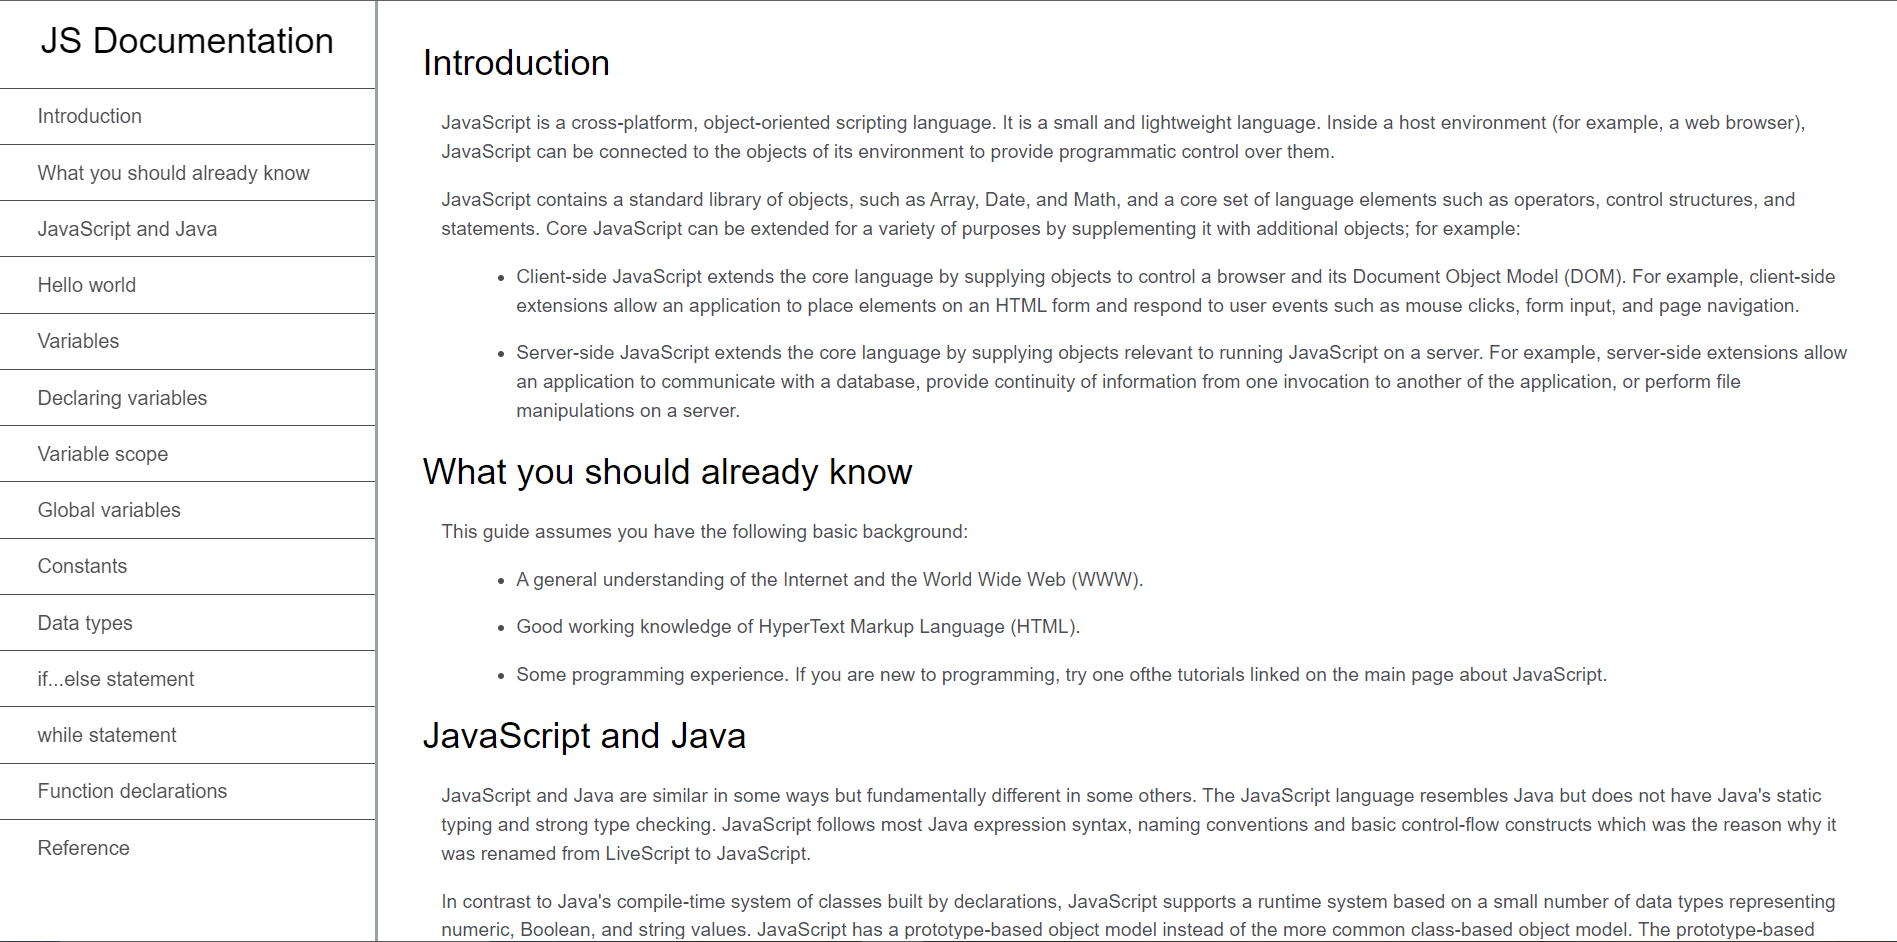 JS Documentation
Introduction
What you should already know
JavaScript and Java
Hello world
Variables
Declaring variables
Variable scope
Global variables
Constants
Data types
if...else statement
while statement
Function declarations
Reference
Introduction
JavaScript is a cross-platform, object-oriented scripting language. It is a small and lightweight language. Inside a host environment (for example, a web browser),
JavaScript can be connected to the objects of its environment to provide programmatic control over them.
JavaScript contains a standard library of objects, such as Array, Date, and Math, and a core set of language elements such as operators, control structures, and
statements. Core JavaScript can be extended for a variety of purposes by supplementing it with additional objects; for example:
• Client-side JavaScript extends the core language by supplying objects to control a browser and its Document Object Model (DOM). For example, client-side
extensions allow an application to place elements on an HTML form and respond to user events such as mouse clicks, form input, and page navigation.
• Server-side JavaScript extends the core language by supplying objects relevant to running JavaScript on a server. For example, server-side extensions allow
an application to communicate with a database, provide continuity of information from one invocation to another of the application, or perform file
manipulations on a server.
What you should already know
This guide assumes you have the following basic background:
• A general understanding of the Internet and the World Wide Web (WWW).
• Good working knowledge of HyperText Markup Language (HTML).
• Some programming experience. If you are new to programming, try one ofthe tutorials linked on the main page about JavaScript.
JavaScript and Java
JavaScript and Java are similar in some ways but fundamentally different in some others. The JavaScript language resembles Java but does not have Java's static
typing and strong type checking. JavaScript follows most Java expression syntax, naming conventions and basic control-flow constructs which was the reason why it
was renamed from LiveScript to JavaScript.
In contrast to Java's compile-time system of classes built by declarations, JavaScript supports a runtime system based on a small number of data types representing
numeric, Boolean, and string values. JavaScript has a prototype-based object model instead of the more common class-based object model. The prototype-based